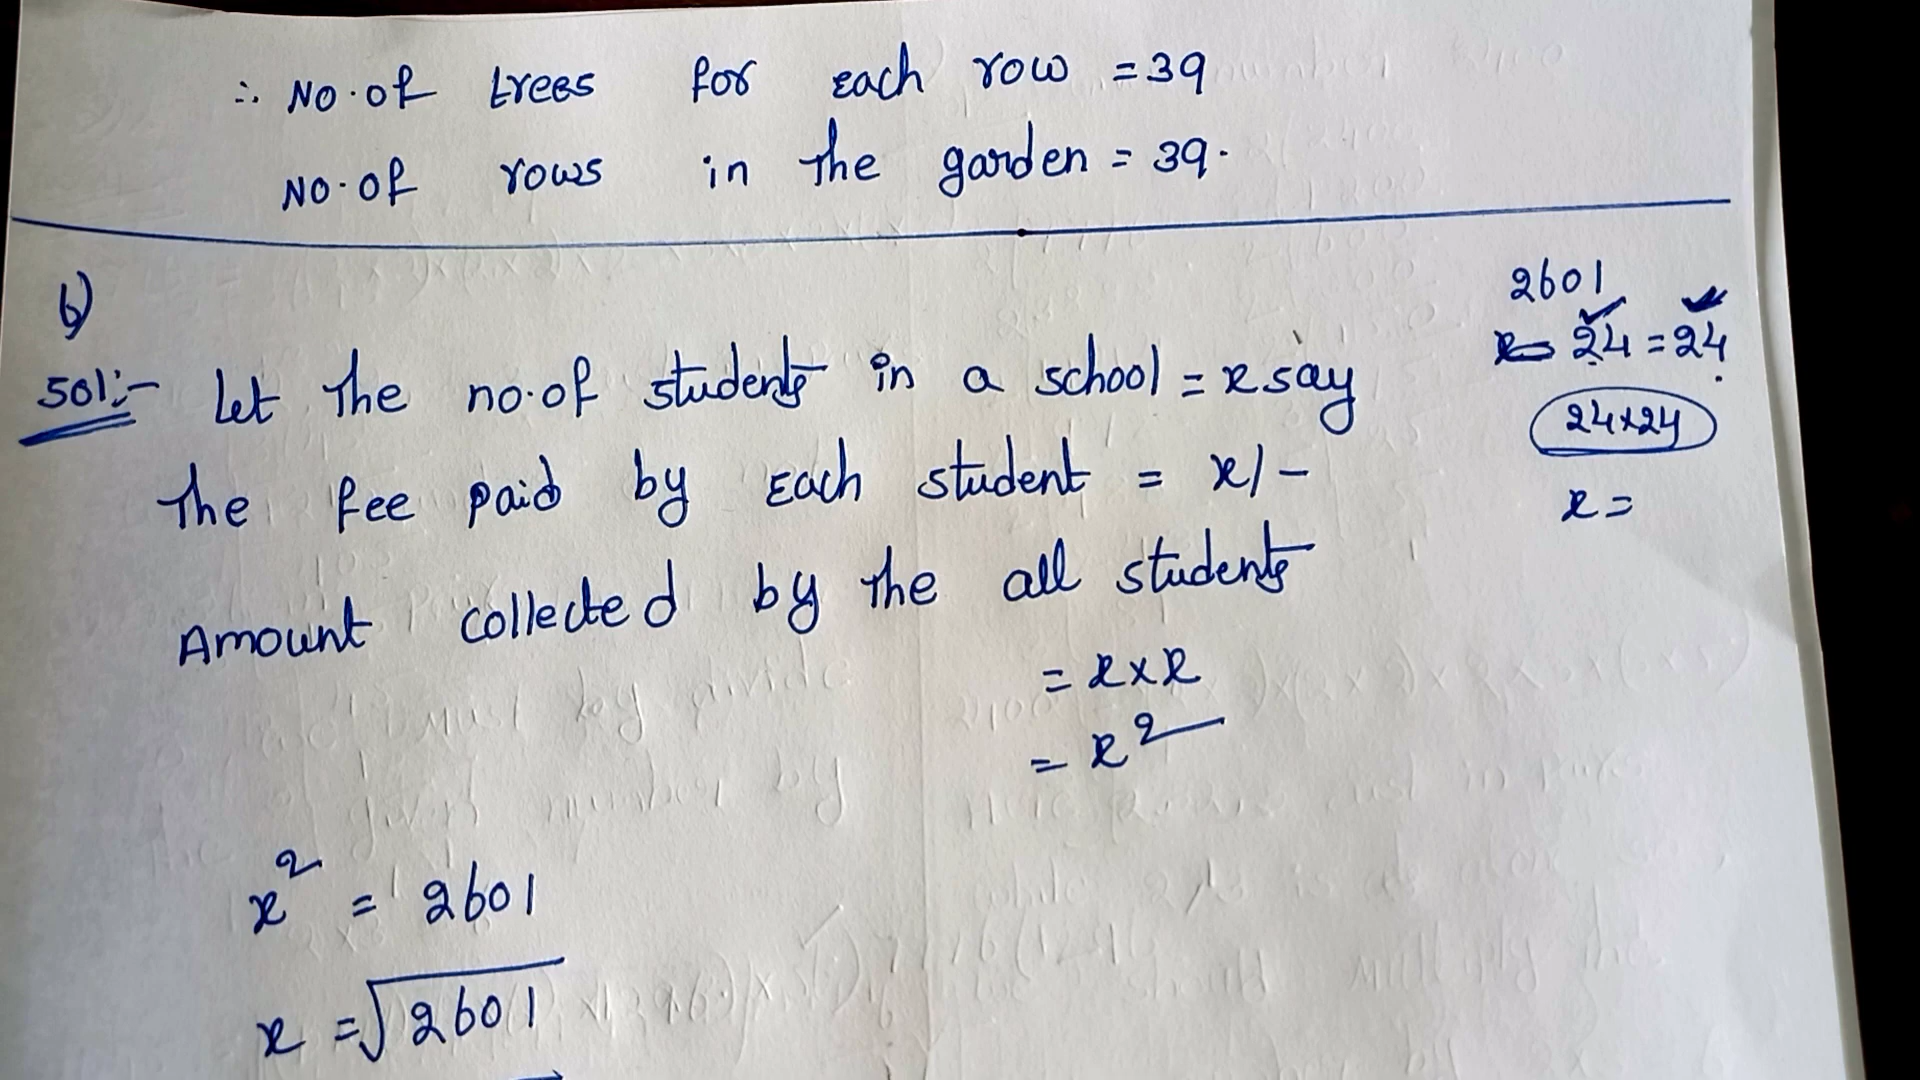 ∴ No.of trees for each row = 39
No.of rows in the garden = 39.
6)
Sol:- Let the no.of students in a school = x say
The fee paid by Each student = x/-
Amount collected by the all students
= x×x
= x²
x² = 2601
x = √2601
2601
24 = 24
24×24
x =